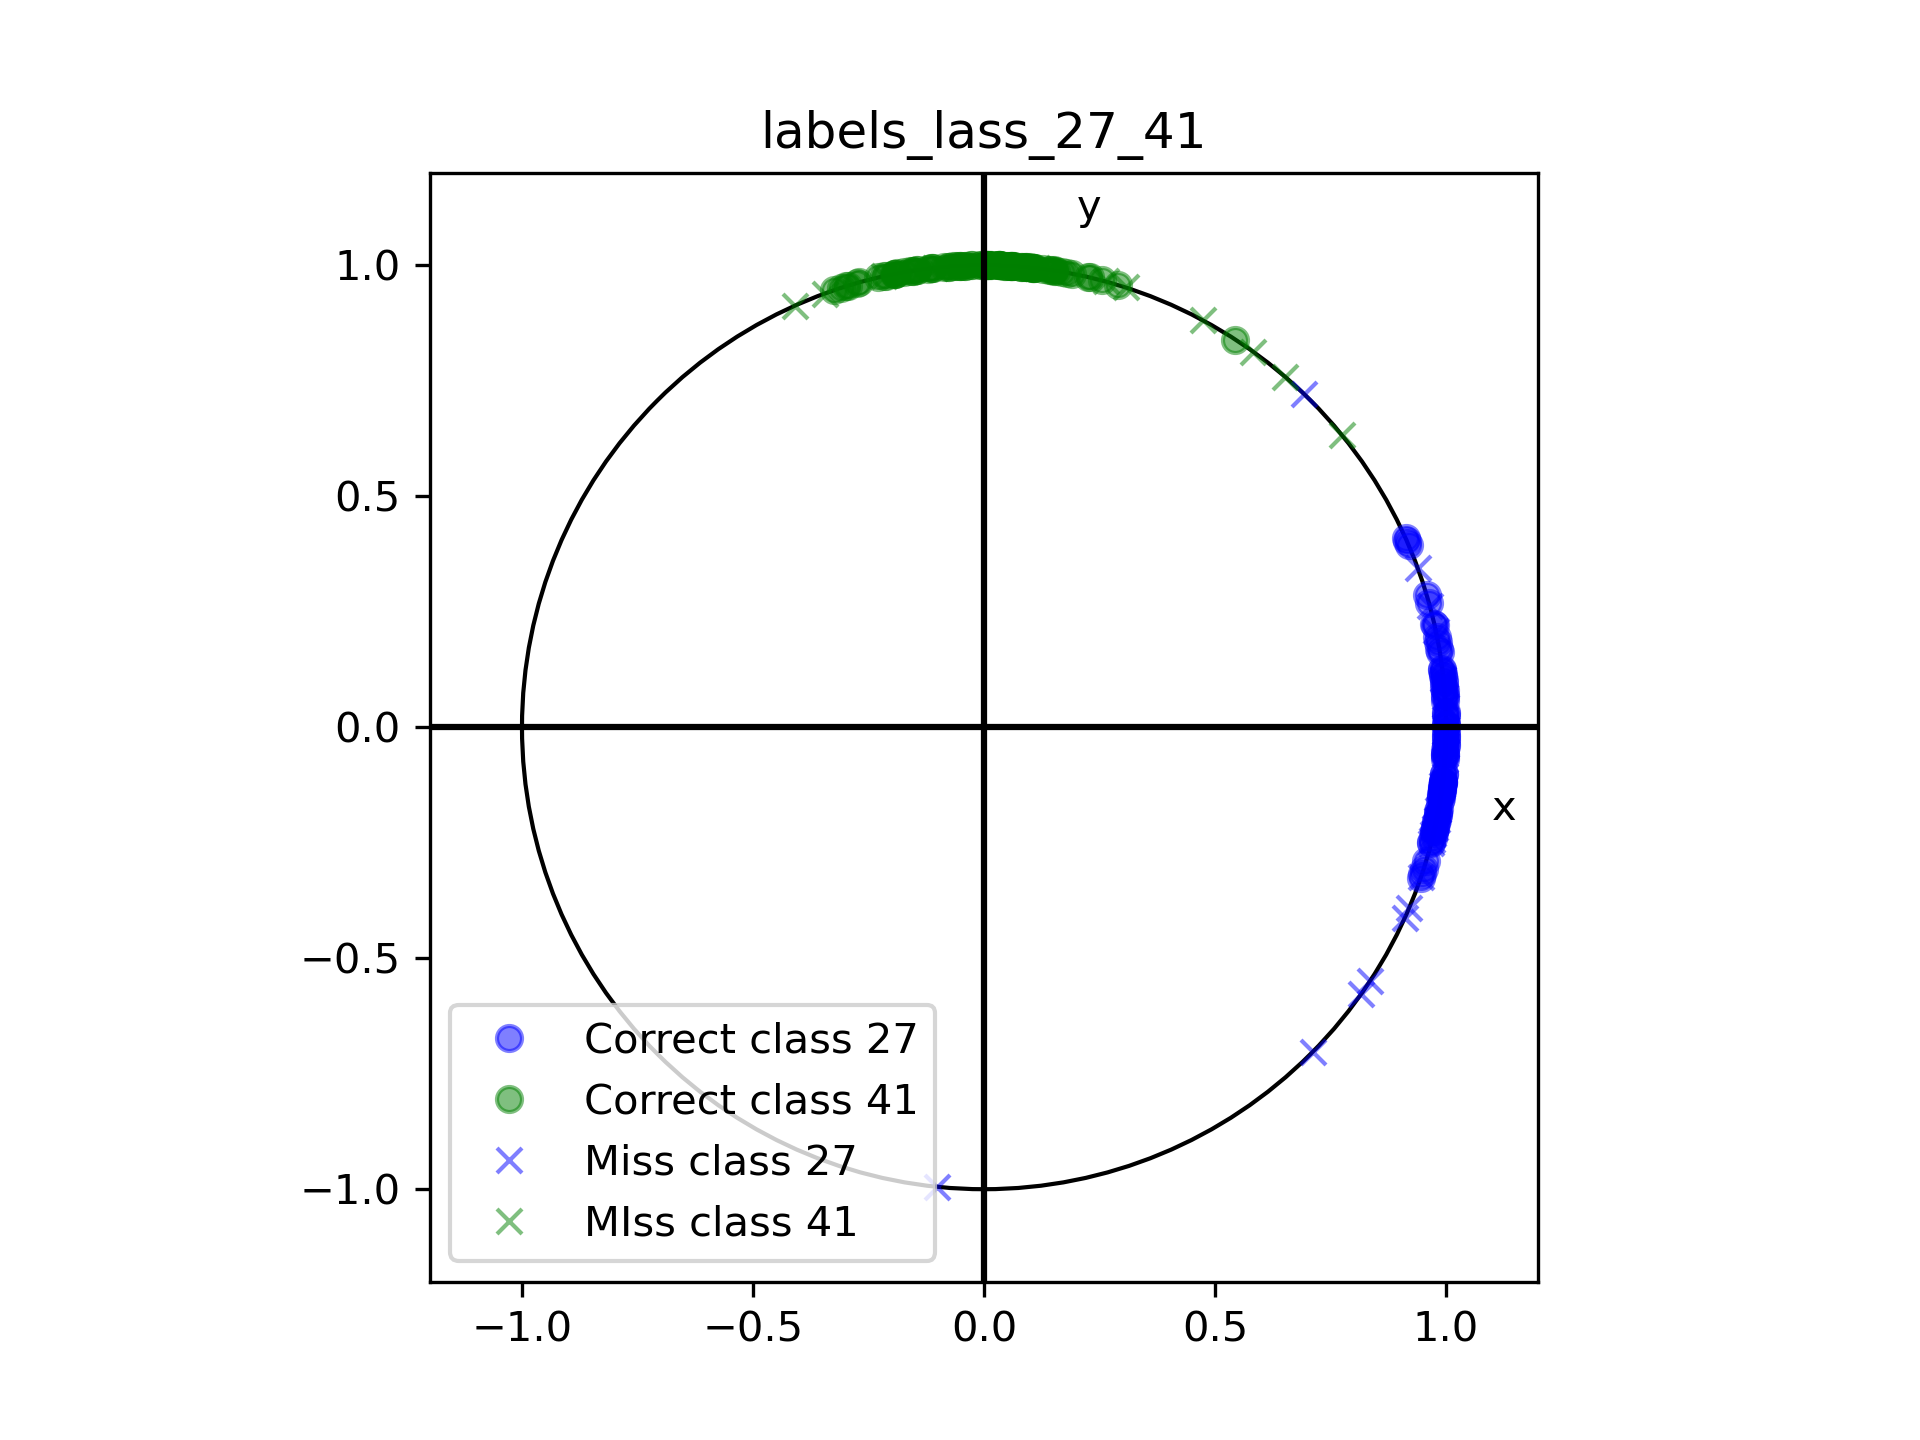 labels_lass_27_41
y
1.0
0.5
0.0
x
−0.5
−1.0
Correct class 27
Correct class 41
Miss class 27
MIss class 41
−1.0 −0.5 0.0 0.5 1.0